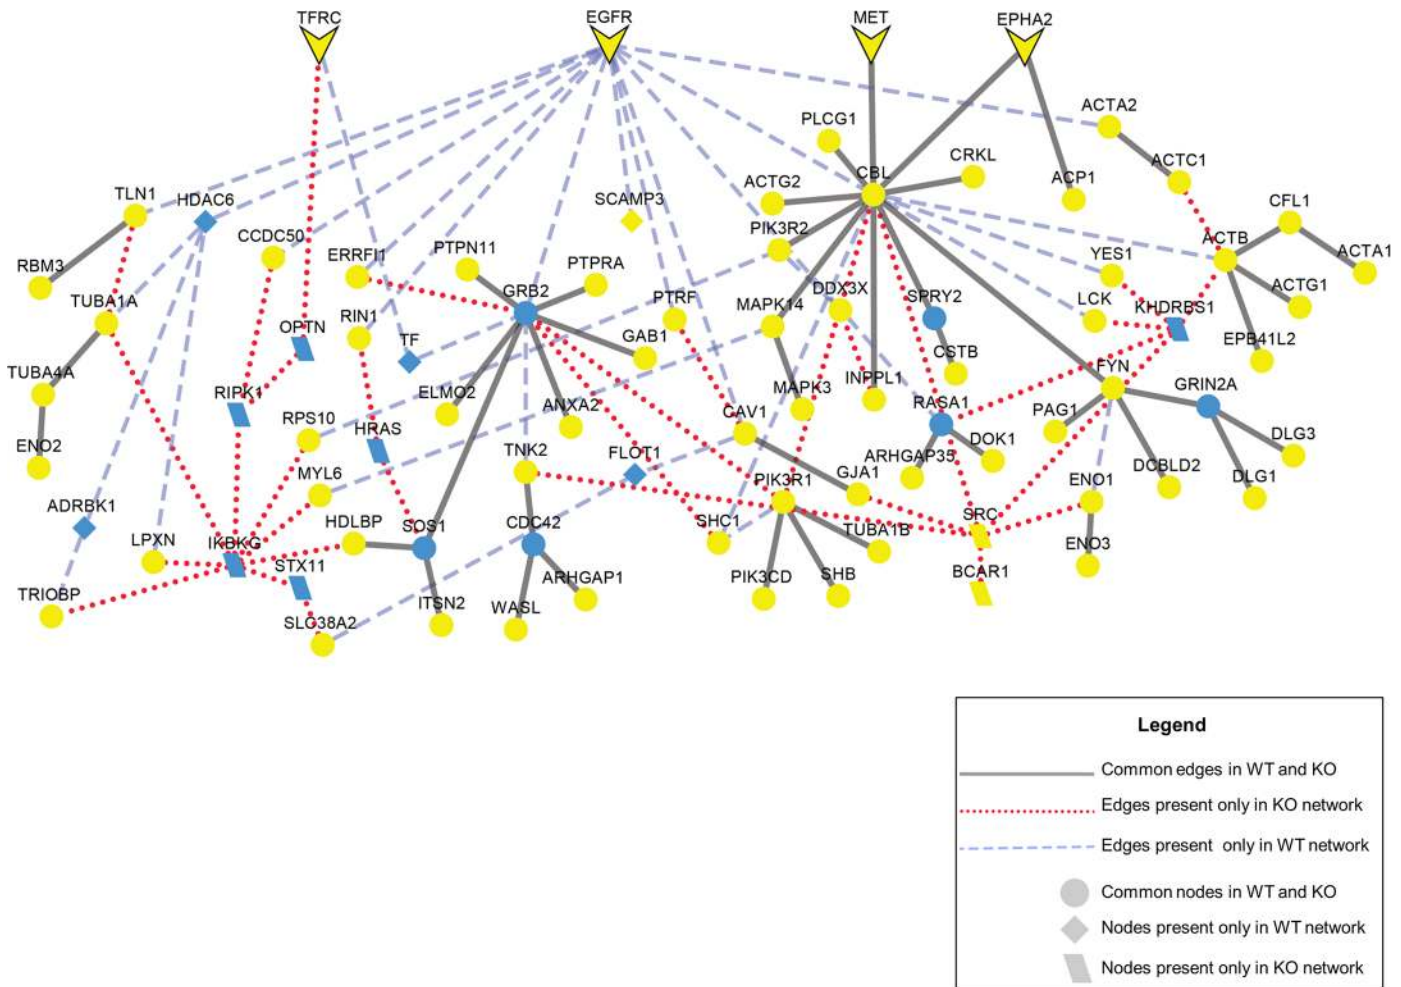 TFRC
EGFR
MET
EPHA2
ACTA2
PLCG1
CRKL
ACTC1
CBL
ACP1
ACTG2
TLN1
HDAC6
SCAMP3
CFL1
CCDC50
PIK3R2
ACTB
ERRFI1
PTPN11
PTPRA
YES1
ACTA1
RBM3
GRB2
PTRF
DDX3X
SPRY2
LCK
ACTG1
TUBA1A
MAPK14
KHDRBS1
OPTN
RIN1
TF
GAB1
EPB41L2
CSTB
FYN
TUBA4A
RIPK1
ELMO2
ANXA2
MAPK3
INPPL1
RASA1
GRIN2A
RPS10
CAV1
PAG1
HRAS
DLG3
ENO2
TNK2
FLOT1
ARHGAP35
DOK1
MYL6
PIK3R1
GJA1
DCBLD2
DLG1
ENO1
ADRBK1
HDLBP
SOS1
CDC42
SHC1
TUBA1B
SRC
LPXN
IKBKG
STX11
ENO3
TRIOBP
ARHGAP1
PIK3CD
SHB
BCAR1
ITSN2
WASL
SLC38A2
Legend
Common edges in WT and KO
Edges present only in KO network
Edges present only in WT network
Common nodes in WT and KO
Nodes present only in WT network
Nodes present only in KO network